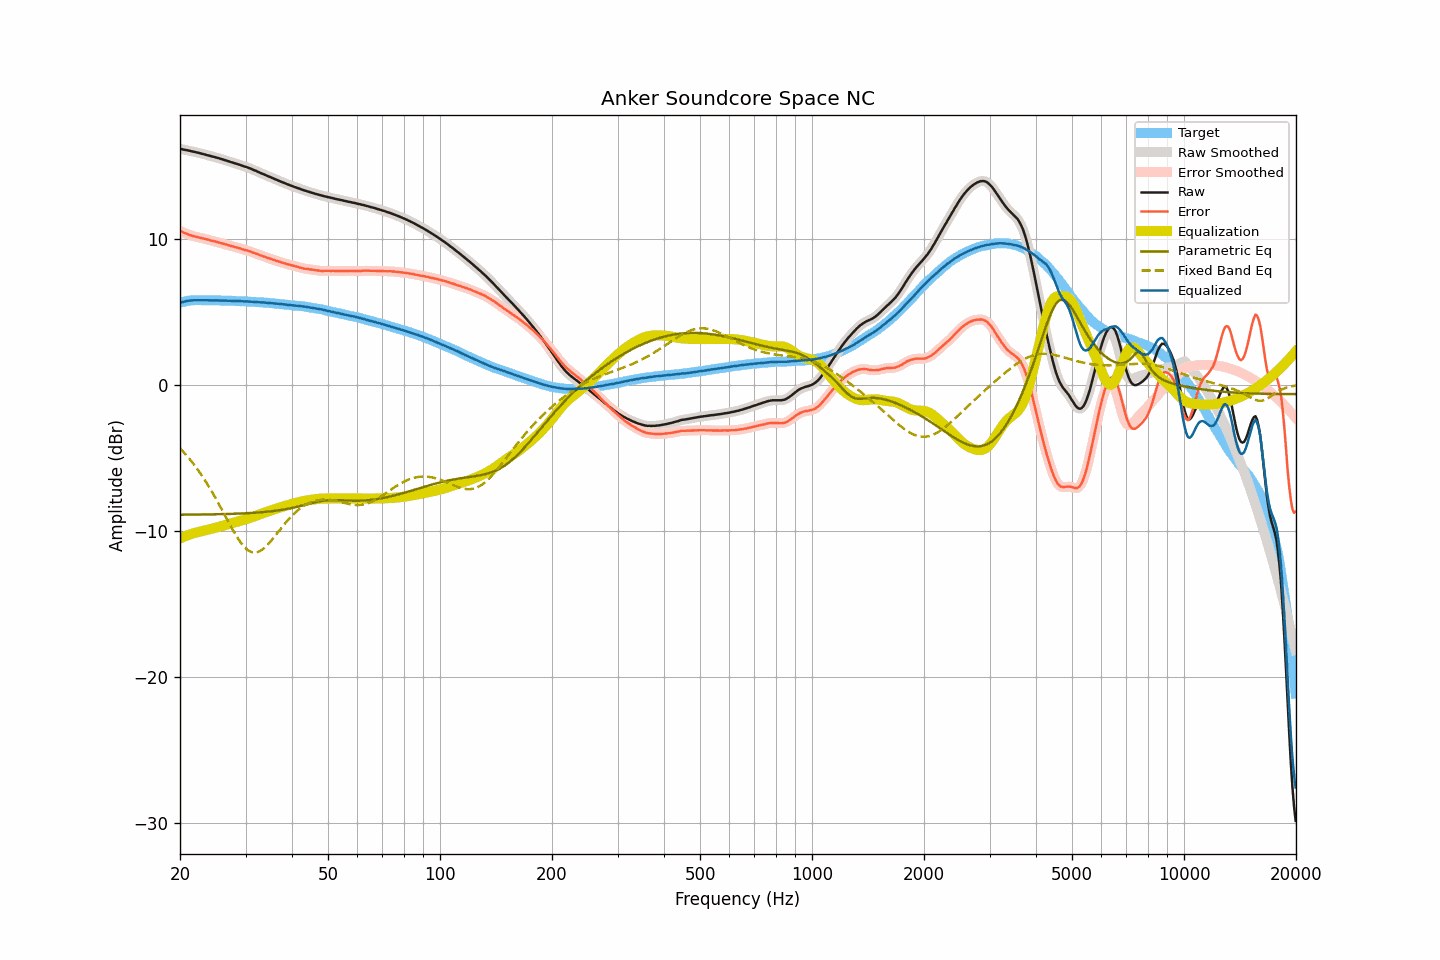 Anker Soundcore Space NC
Target
Raw Smoothed
Error Smoothed
Raw
Error
Equalization
Parametric Eq
Fixed Band Eq
Equalized
10
0
−10
−20
−30
Amplitude (dBr)
20
50
100
200
500
1000
2000
5000
10000
20000
Frequency (Hz)